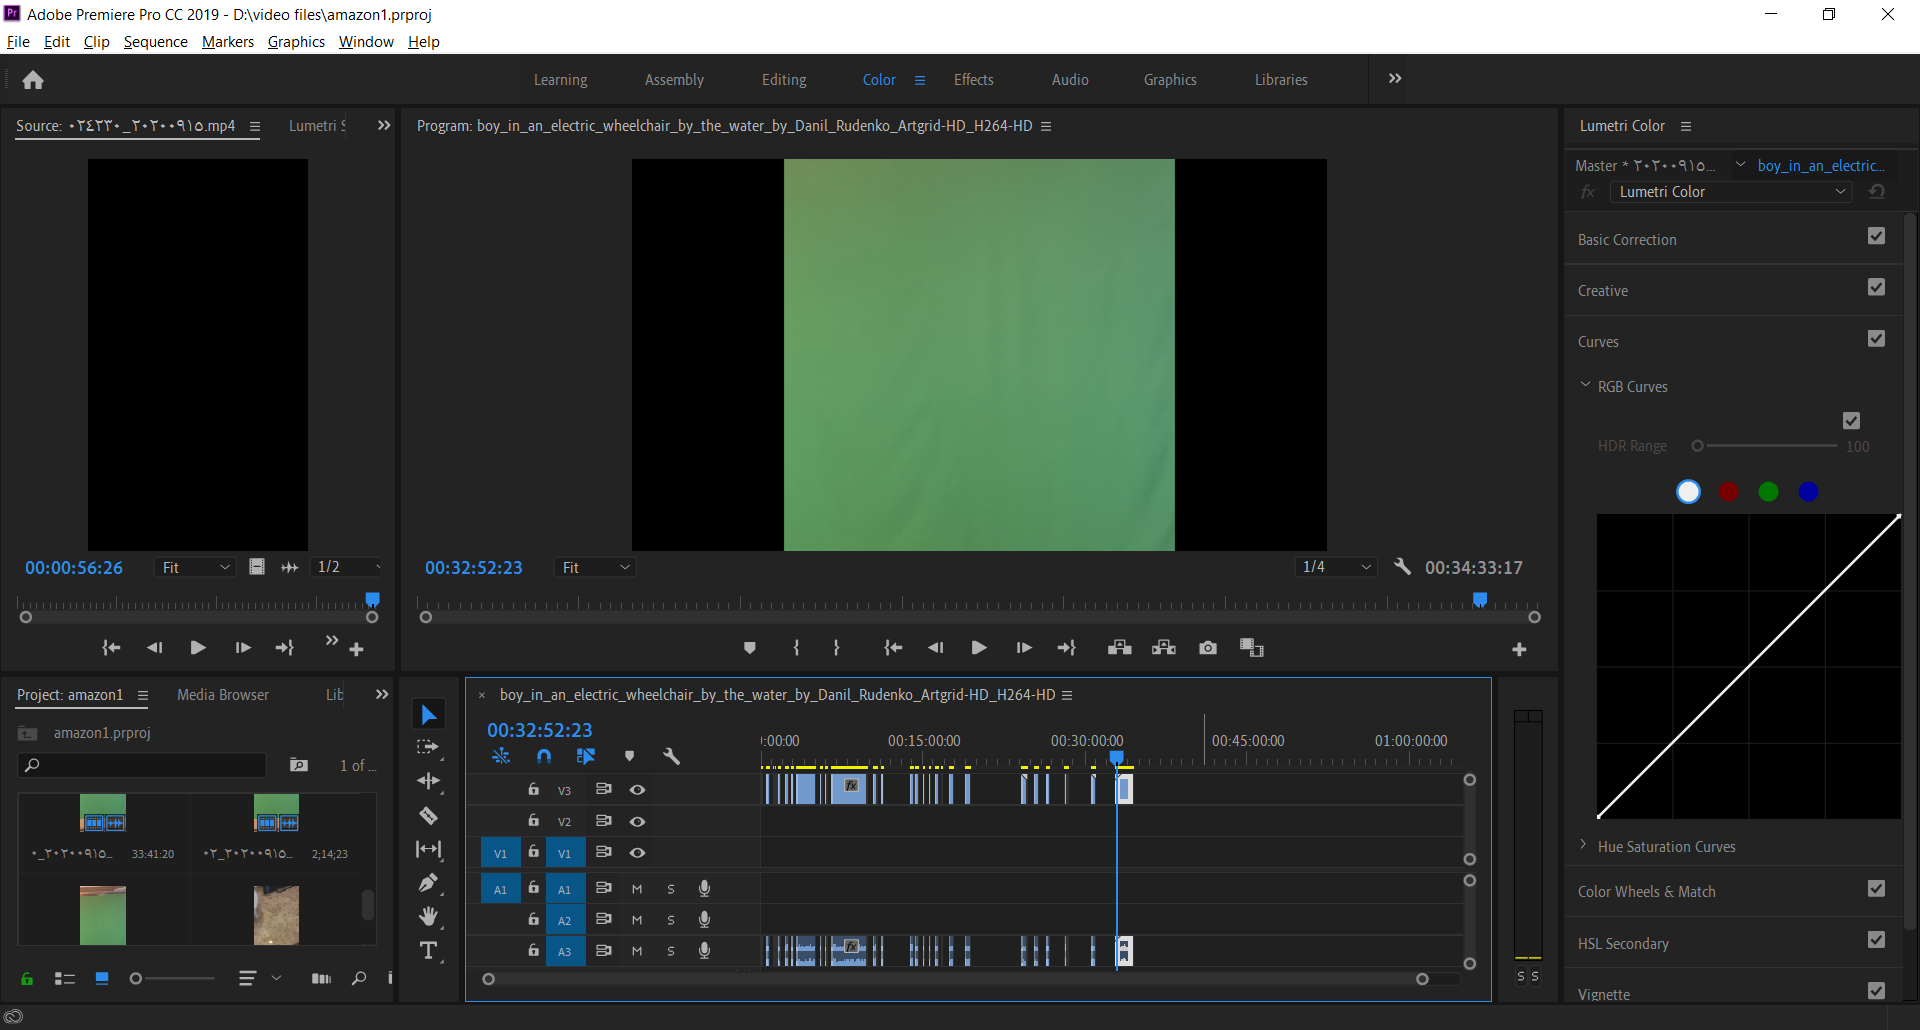 Adobe Premiere Pro CC 2019 - D:\video files\amazon1.prproj
File Edit Clip Sequence Markers Graphics Window Help
Learning Assembly Editing Color Effects Audio Graphics Libraries
Source: ٠٢٤٢٣٠_٢٠٢٠٠٩١٥.mp4 Lumetri S
Program: boy_in_an_electric_wheelchair_by_the_water_by_Danil_Rudenko_Artgrid-HD_H264-HD
Lumetri Color
Master * ٢٠٢٠٠٩١٥... boy_in_an_electric...
fx Lumetri Color
Basic Correction
Creative
Curves
RGB Curves
HDR Range 100
Hue Saturation Curves
Color Wheels & Match
HSL Secondary
Vignette
00:00:56:26 Fit 1/2
00:32:52:23 Fit 1/4 00:34:33:17
Project: amazon1 Media Browser Lib
amazon1.prproj
1 of ...
٠_٢٠٢٠٠٩١٥... 33:41:20
٠٢_٢٠٢٠٠٩١٥... 2;14;23
× boy_in_an_electric_wheelchair_by_the_water_by_Danil_Rudenko_Artgrid-HD_H264-HD
00:32:52:23
:00:00 00:15:00:00 00:30:00:00 00:45:00:00 01:00:00:00
V3 fx
V2
V1 V1
A1 A1 M S
A2 M S
A3 M S fx
S S